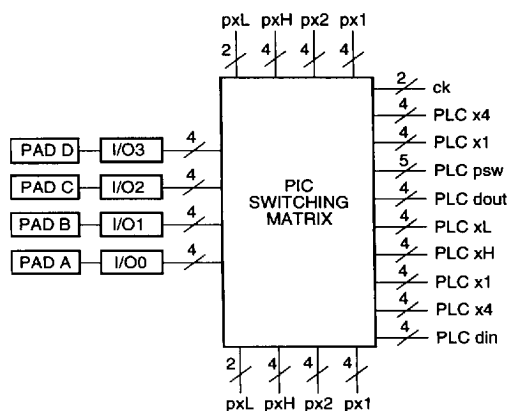 pxL pxH px2 px1
2 4 4 4
2 ck
4 PLC x4
4 PLC x1
5 PLC psw
4 PLC dout
4 PLC xL
4 PLC xH
4 PLC x1
4 PLC x4
4 PLC din
PAD D I/O3 4
PAD C I/O2 4
PAD B I/O1 4
PAD A I/O0 4
PIC
SWITCHING
MATRIX
2 4 4 4
pxL pxH px2 px1